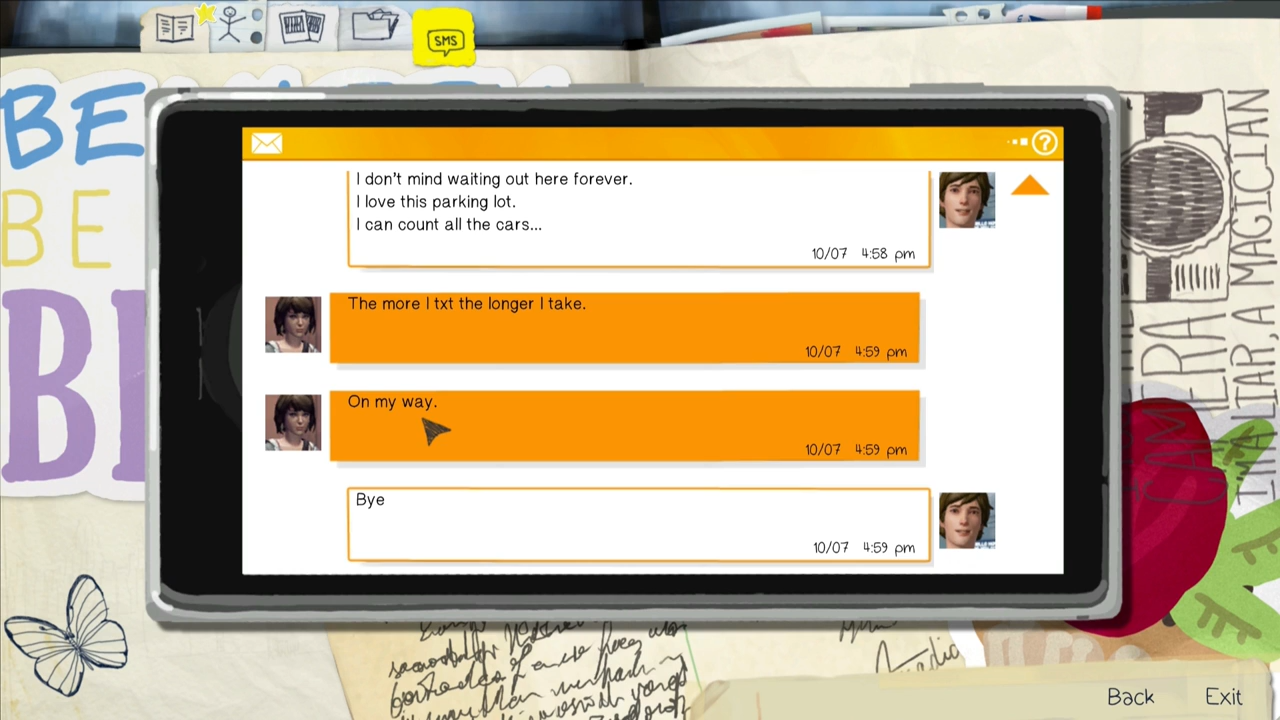 SMS
BE
BE
I don't mind waiting out here forever.
I love this parking lot.
I can count all the cars...
10/07 4:58 pm
The more I txt the longer I take.
10/07 4:59 pm
On my way.
10/07 4:59 pm
Bye
10/07 4:59 pm
CAMERA
LIAR, A MAGICIAN
Back
Exit